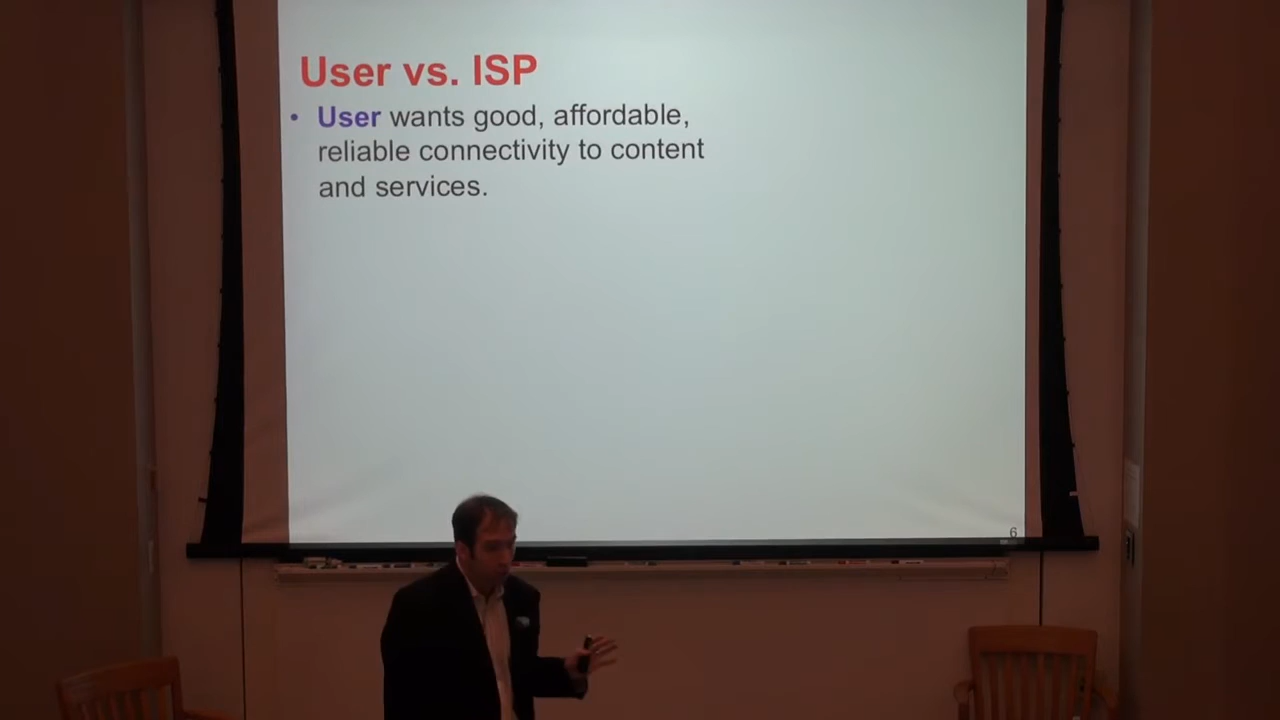 User vs. ISP
• User wants good, affordable,
reliable connectivity to content
and services.
6